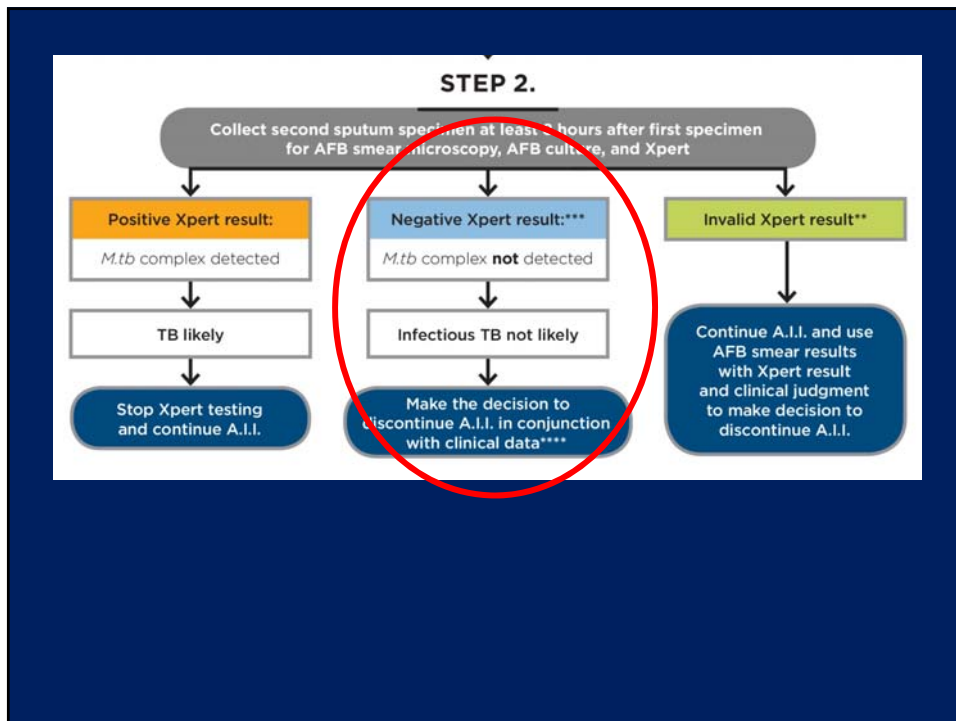 STEP 2.
Collect second sputum specimen at least 8 hours after first specimen
for AFB smear microscopy, AFB culture, and Xpert
Positive Xpert result:
M.tb complex detected
TB likely
Stop Xpert testing
and continue A.I.I.
Negative Xpert result:***
M.tb complex not detected
Infectious TB not likely
Make the decision to
discontinue A.I.I. in conjunction
with clinical data****
Invalid Xpert result**
Continue A.I.I. and use
AFB smear results
with Xpert result
and clinical judgment
to make decision to
discontinue A.I.I.